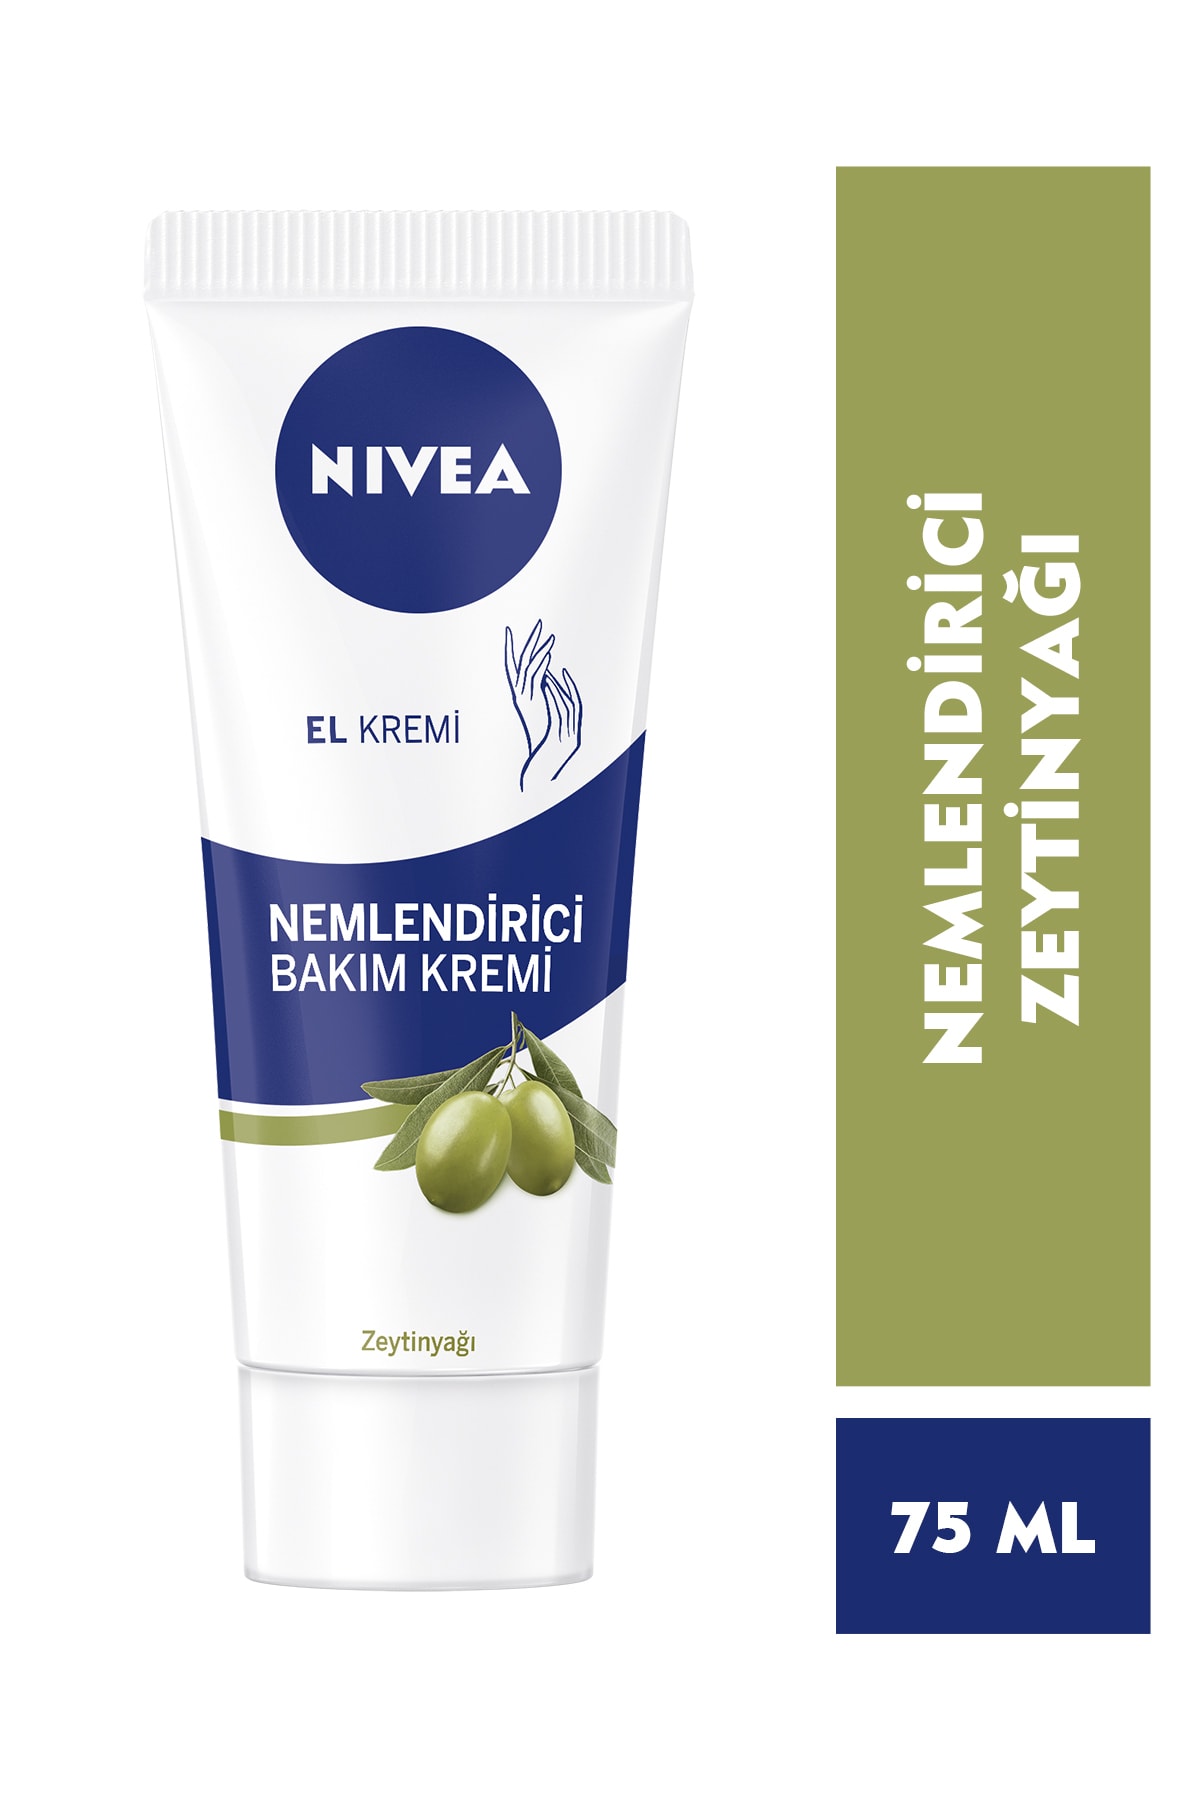 NIVEA
EL KREMİ
NEMLENDİRİCİ
BAKIM KREMİ
Zeytinyağı
NEMLENDİRİCİ
ZEYTİNYAĞI
75 ML